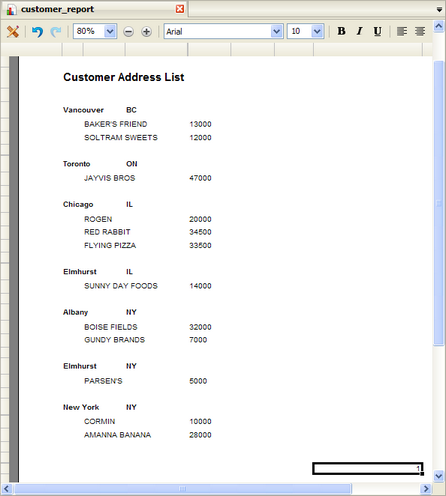 customer_report
80% Arial 10 B I U
Customer Address List
Vancouver BC
BAKER'S FRIEND 13000
SOLTRAM SWEETS 12000
Toronto ON
JAYVIS BROS 47000
Chicago IL
ROGEN 20000
RED RABBIT 34500
FLYING PIZZA 33500
Elmhurst IL
SUNNY DAY FOODS 14000
Albany NY
BOISE FIELDS 32000
GUNDY BRANDS 7000
Elmhurst NY
PARSEN'S 5000
New York NY
CORMIN 10000
AMANNA BANANA 28000
1